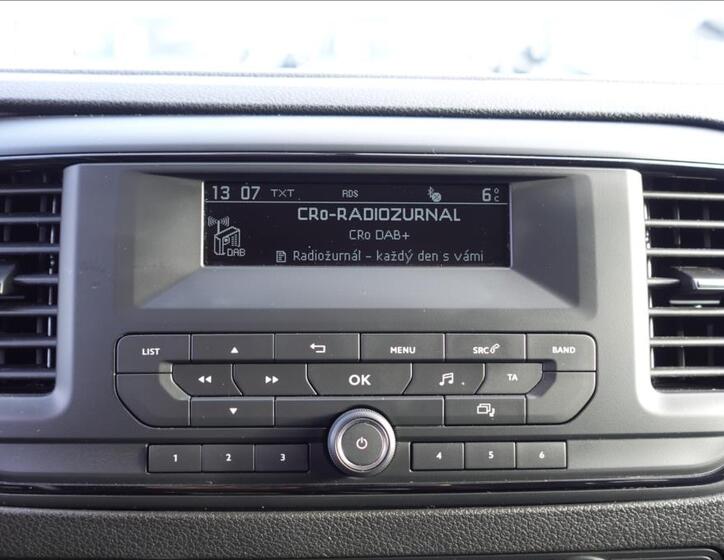 13 07 TXT RDS 6°C
CRo-RADIOZURNAL
CRo DAB+
DAB
Radiožurnál - každý den s vámi
LIST MENU SRC BAND
OK TA
1 2 3 4 5 6